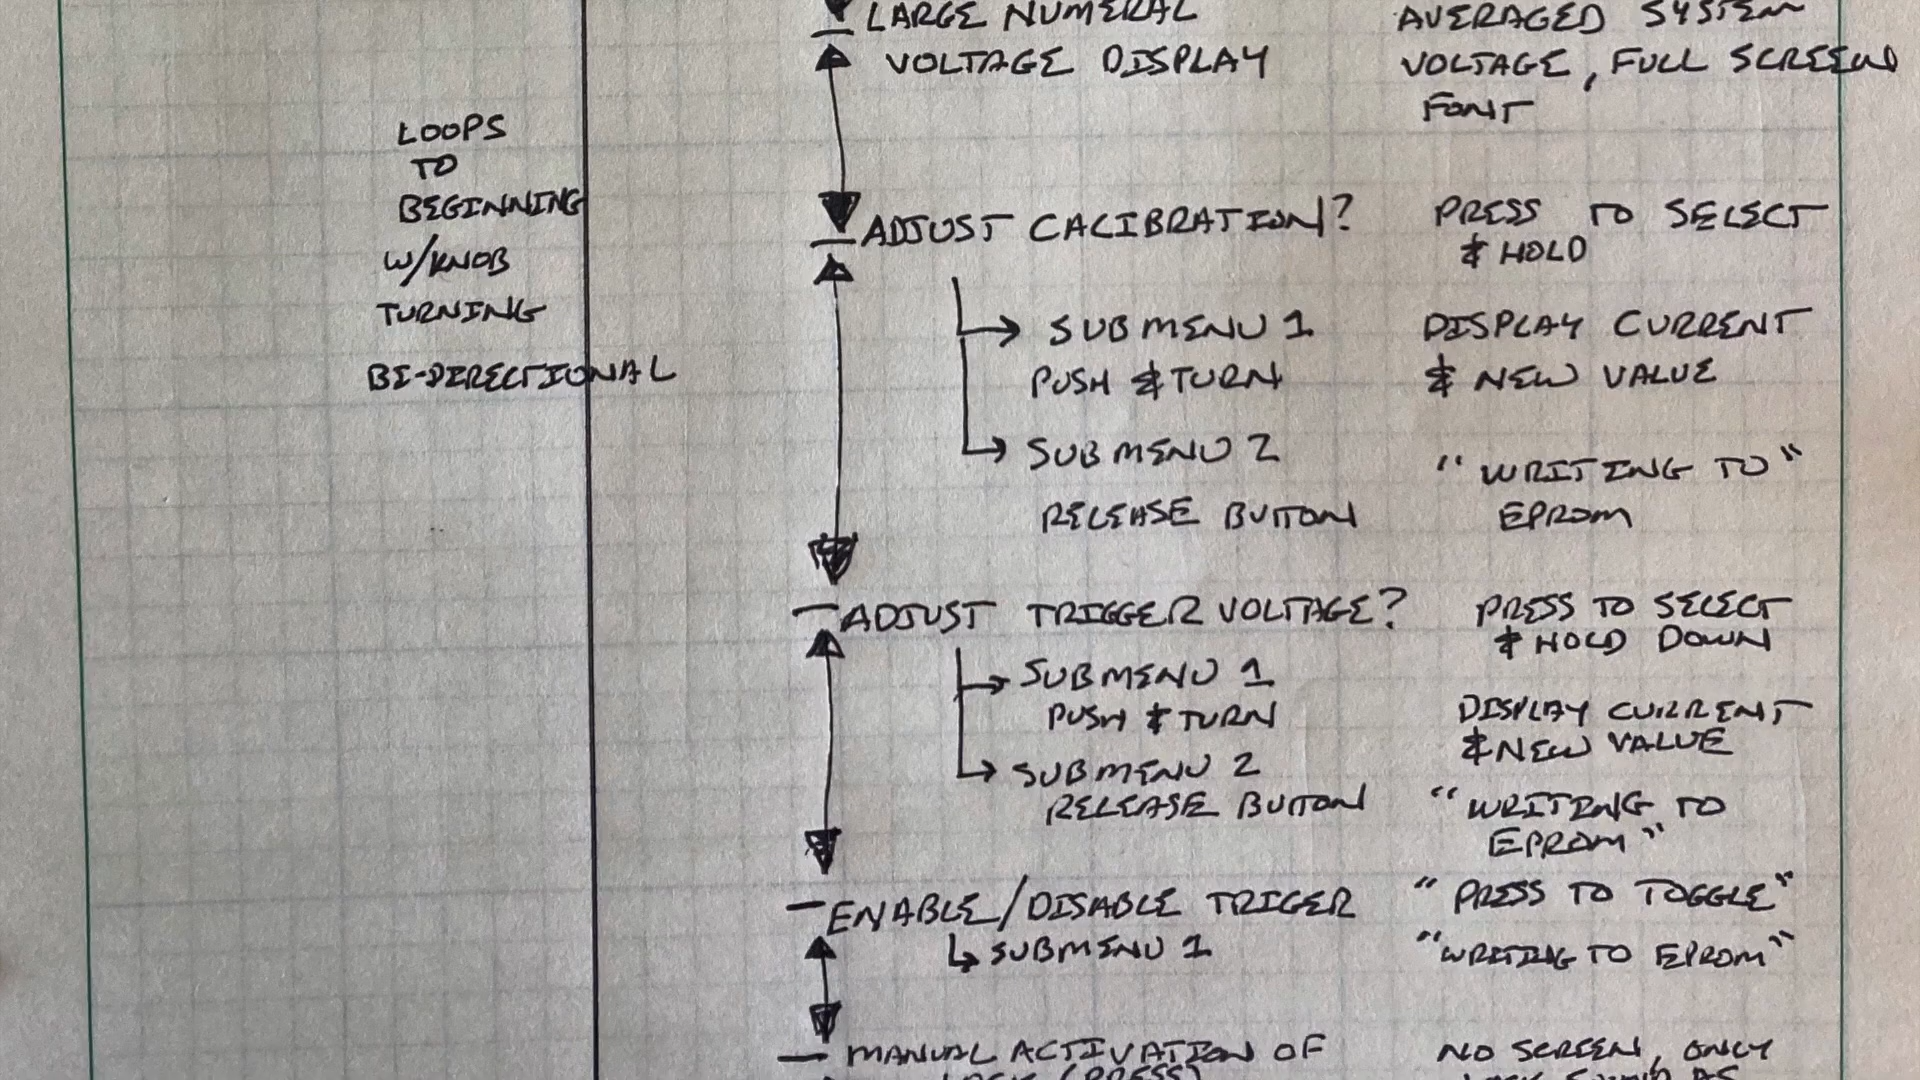 LARGE NUMERAL
VOLTAGE DISPLAY
AVERAGED SYSTEM
VOLTAGE, FULL SCREEN
FONT
LOOPS
TO
BEGINNING
W/KNOB
TURNING
BI-DIRECTIONAL
ADJUST CALIBRATION?
PRESS TO SELECT
& HOLD
SUBMENU 1
PUSH & TURN
DISPLAY CURRENT
& NEW VALUE
SUBMENU 2
RELEASE BUTTON
"WRITING TO"
EPROM
ADJUST TRIGGER VOLTAGE?
PRESS TO SELECT
& HOLD DOWN
SUBMENU 1
PUSH & TURN
DISPLAY CURRENT
& NEW VALUE
SUBMENU 2
RELEASE BUTTON
"WRITING TO
EPROM"
ENABLE/DISABLE TRIGER
"PRESS TO TOGGLE"
SUBMENU 1
"WRITING TO EPROM"
MANUAL ACTIVATION OF
(PRESS)
NO SCREEN, ONLY
AS